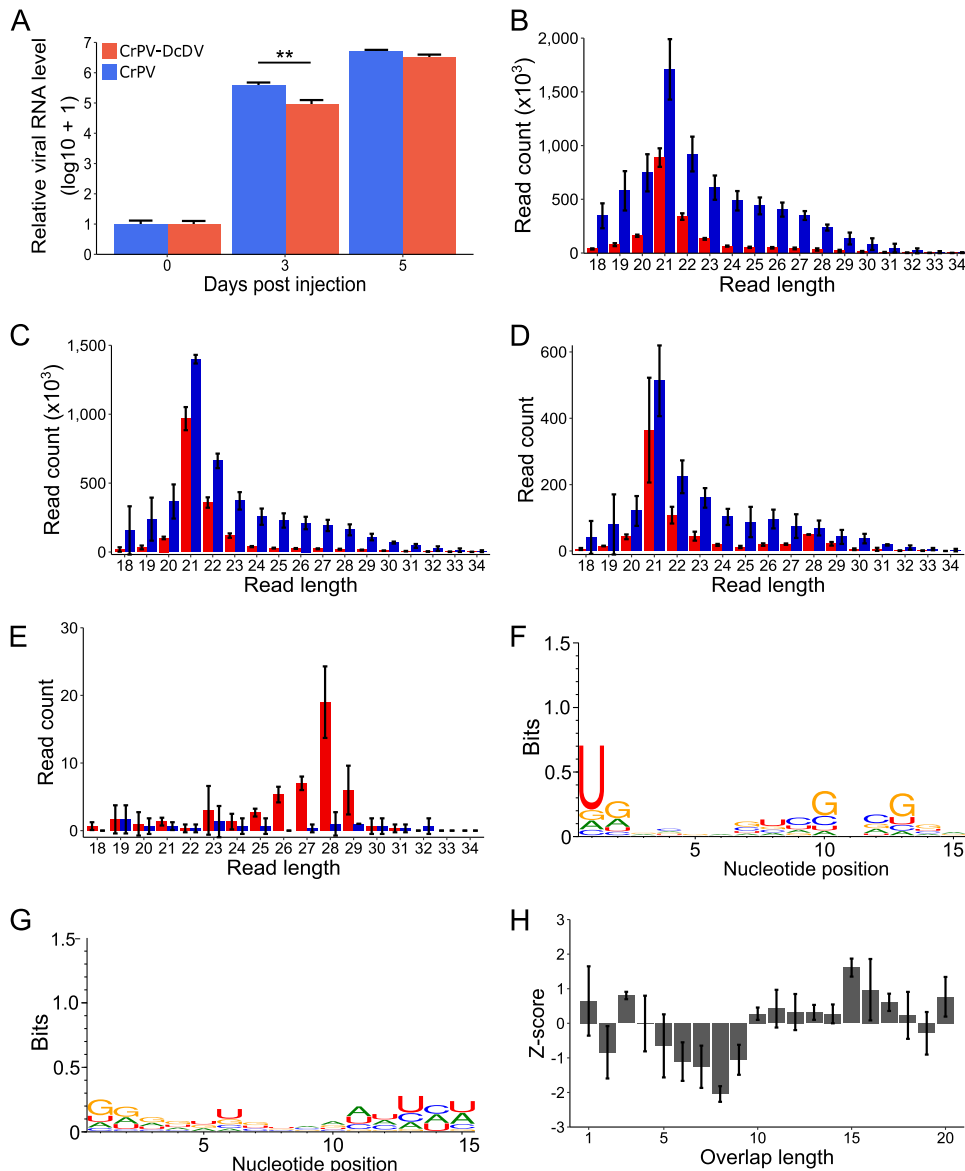 A
Relative viral RNA level
(log10 + 1)
7
6
5
4
3
2
1
0
CrPV-DcDV
CrPV
**
0 3 5
Days post injection
B
Read count (x10³)
2,000
1,500
1,000
500
0
18 19 20 21 22 23 24 25 26 27 28 29 30 31 32 33 34
Read length
C
Read count (x10³)
1,500
1,000
500
0
18 19 20 21 22 23 24 25 26 27 28 29 30 31 32 33 34
Read length
D
Read count
600
400
200
0
18 19 20 21 22 23 24 25 26 27 28 29 30 31 32 33 34
Read length
E
Read count
30
20
10
0
18 19 20 21 22 23 24 25 26 27 28 29 30 31 32 33 34
Read length
F
Bits
1.5
1.0
0.5
0
U G G G
5 10 15
Nucleotide position
G
Bits
1.5
1.0
0.5
0
G G U A U U C U
5 10 15
Nucleotide position
H
Z-score
3
2
1
0
-1
-2
-3
1 5 10 15 20
Overlap length